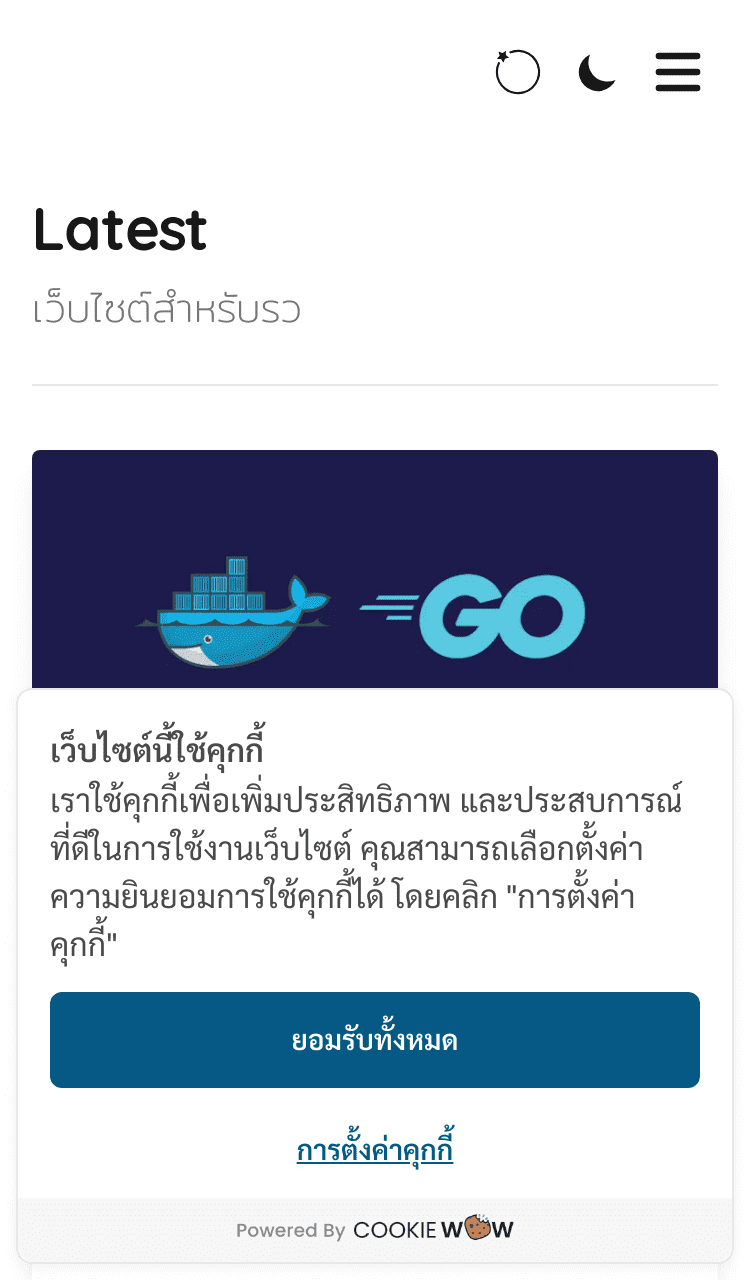 Latest
เว็บไซต์สำหรับรว
GO
เว็บไซต์นี้ใช้คุกกี้
เราใช้คุกกี้เพื่อเพิ่มประสิทธิภาพ และประสบการณ์
ที่ดีในการใช้งานเว็บไซต์ คุณสามารถเลือกตั้งค่า
ความยินยอมการใช้คุกกี้ได้ โดยคลิก "การตั้งค่า
คุกกี้"
ยอมรับทั้งหมด
การตั้งค่าคุกกี้
Powered By COOKIE WOW